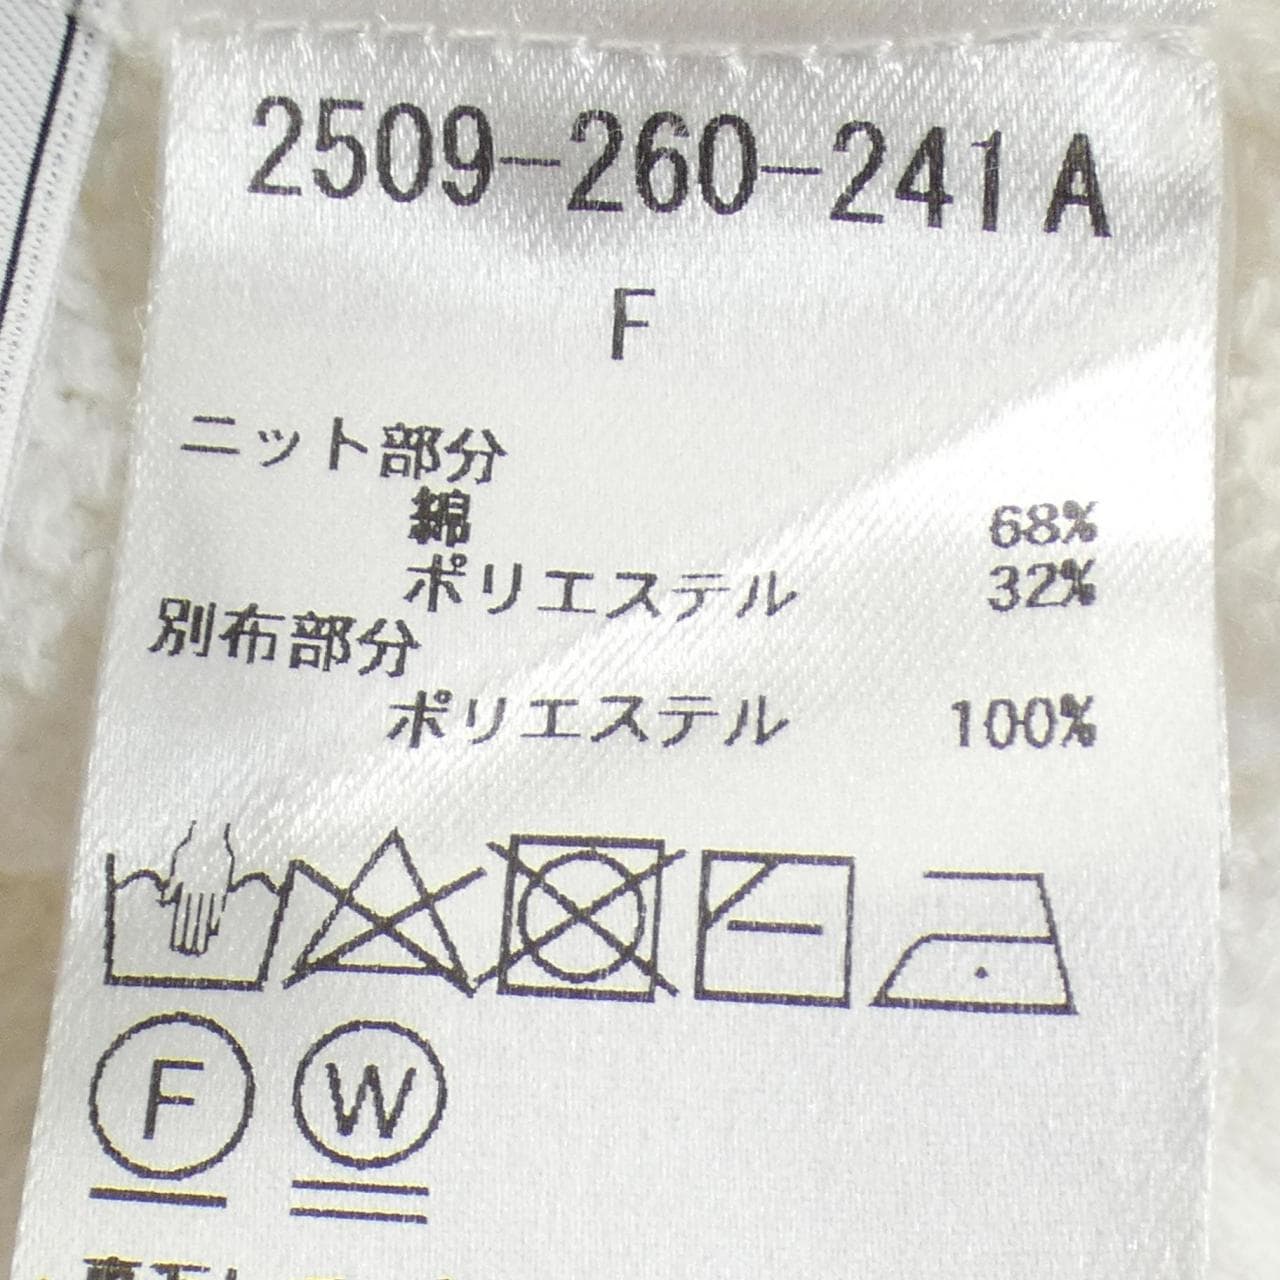 2509-260-241 A
F
ニット部分
綿 68%
ポリエステル 32%
別布部分
ポリエステル 100%
F W